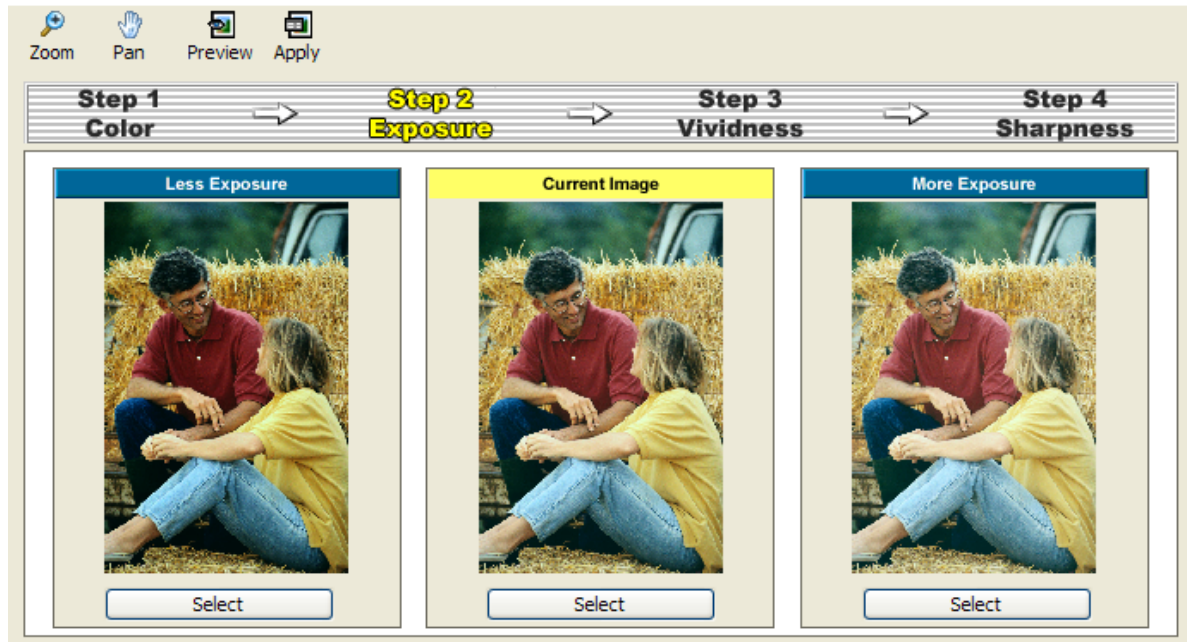 Zoom Pan Preview Apply
Step 1 Step 2 Step 3 Step 4
Color Exposure Vividness Sharpness
Less Exposure Current Image More Exposure
Select Select Select